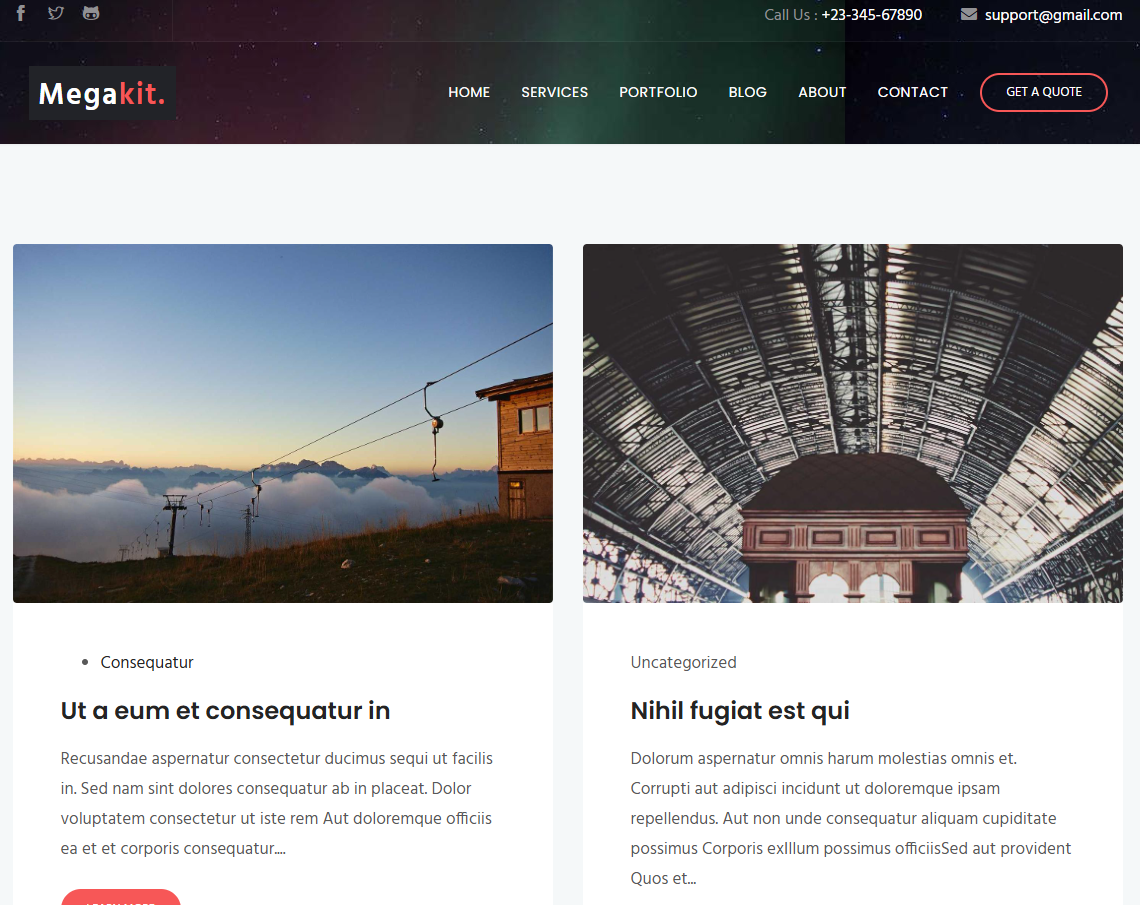 Call Us : +23-345-67890 support@gmail.com
Megakit. HOME SERVICES PORTFOLIO BLOG ABOUT CONTACT GET A QUOTE
Consequatur
Ut a eum et consequatur in
Recusandae aspernatur consectetur ducimus sequi ut facilis
in. Sed nam sint dolores consequatur ab in placeat. Dolor
voluptatem consectetur ut iste rem Aut doloremque officiis
ea et et corporis consequatur....
Uncategorized
Nihil fugiat est qui
Dolorum aspernatur omnis harum molestias omnis et.
Corrupti aut adipisci incidunt ut doloremque ipsam
repellendus. Aut non unde consequatur aliquam cupiditate
possimus Corporis exIllum possimus officiisSed aut provident
Quos et...